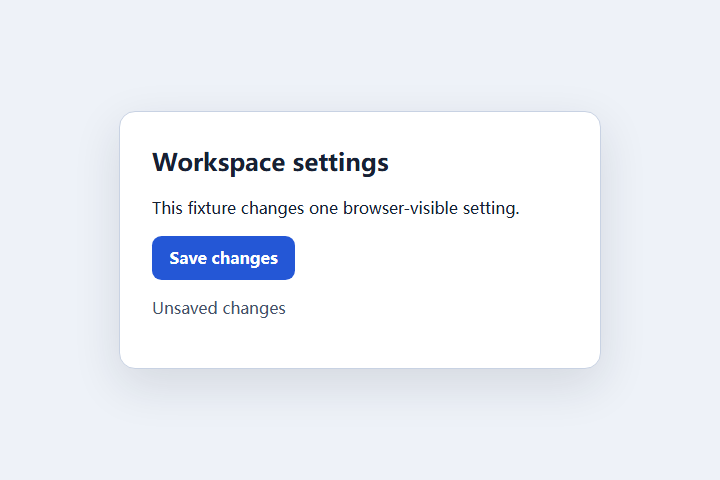 Workspace settings
This fixture changes one browser-visible setting.
Save changes
Unsaved changes